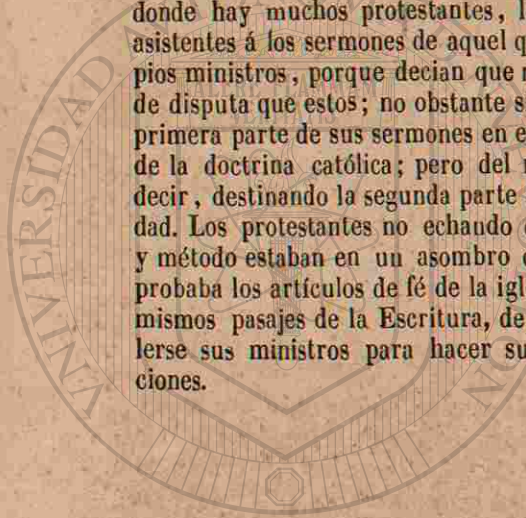 donde hay muchos protestantes,
asistentes á los sermones de aquel
pios ministros, porque decian que
de disputa que estos; no obstante
primera parte de sus sermones en
de la doctrina católica; pero del
decir, destinando la segunda parte
dad. Los protestantes no echando
y método estaban en un asombro
probaba los artículos de fé de la
mismos pasajes de la Escritura, de
lerse sus ministros para hacer
ciones.